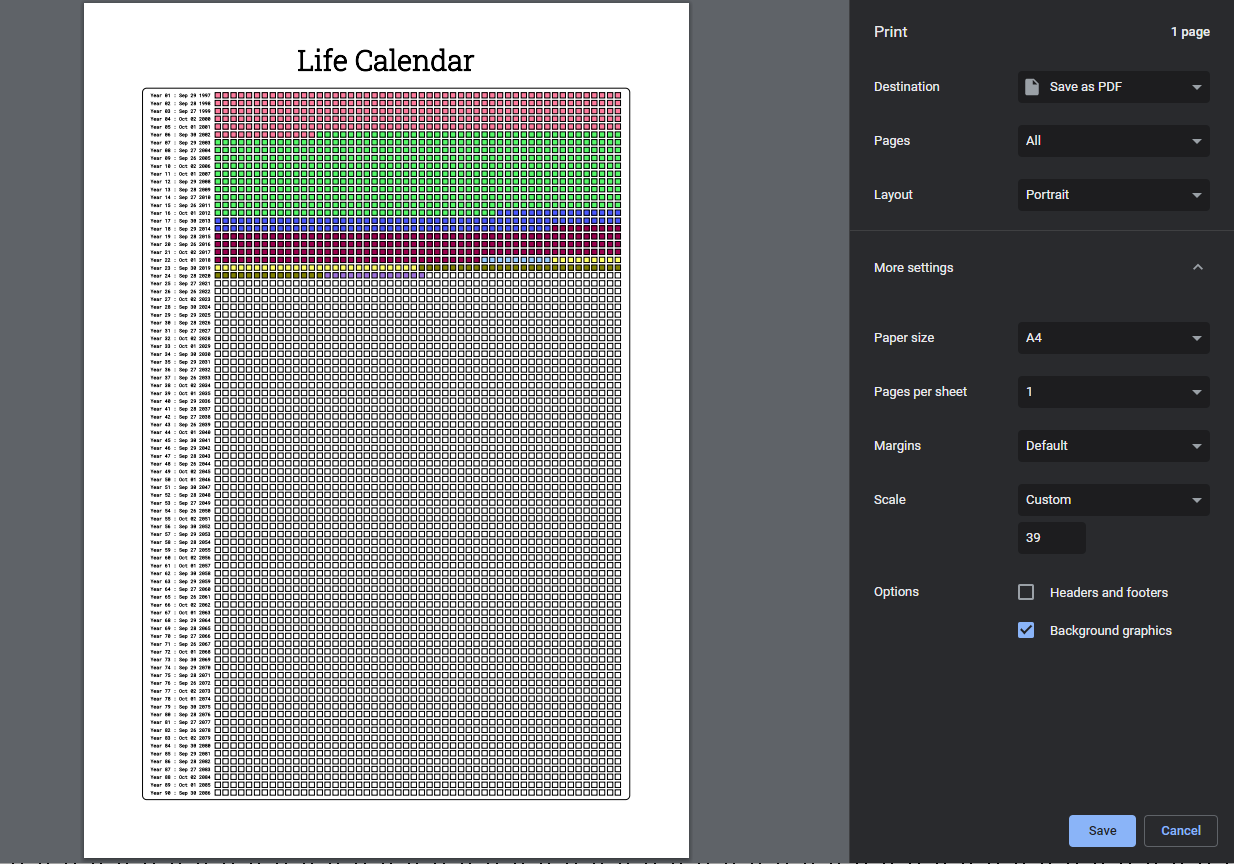 Life Calendar
Year 01 : Sep 29 1997
Year 02 : Sep 28 1998
Year 03 : Sep 27 1999
Year 04 : Oct 02 2000
Year 05 : Oct 01 2001
Year 06 : Sep 30 2002
Year 07 : Sep 29 2003
Year 08 : Sep 27 2004
Year 09 : Sep 26 2005
Year 10 : Oct 02 2006
Year 11 : Oct 01 2007
Year 12 : Sep 29 2008
Year 13 : Sep 28 2009
Year 14 : Sep 27 2010
Year 15 : Sep 26 2011
Year 16 : Oct 01 2012
Year 17 : Sep 30 2013
Year 18 : Sep 29 2014
Year 19 : Sep 28 2015
Year 20 : Sep 26 2016
Year 21 : Oct 02 2017
Year 22 : Oct 01 2018
Year 23 : Sep 30 2019
Year 24 : Sep 28 2020
Year 25 : Sep 27 2021
Year 26 : Sep 26 2022
Year 27 : Oct 02 2023
Year 28 : Sep 30 2024
Year 29 : Sep 29 2025
Year 30 : Sep 28 2026
Year 31 : Sep 27 2027
Year 32 : Oct 02 2028
Year 33 : Oct 01 2029
Year 34 : Sep 30 2030
Year 35 : Sep 29 2031
Year 36 : Sep 27 2032
Year 37 : Sep 26 2033
Year 38 : Oct 02 2034
Year 39 : Oct 01 2035
Year 40 : Sep 29 2036
Year 41 : Sep 28 2037
Year 42 : Sep 27 2038
Year 43 : Sep 26 2039
Year 44 : Oct 01 2040
Year 45 : Sep 30 2041
Year 46 : Sep 29 2042
Year 47 : Sep 28 2043
Year 48 : Sep 26 2044
Year 49 : Oct 02 2045
Year 50 : Oct 01 2046
Year 51 : Sep 30 2047
Year 52 : Sep 28 2048
Year 53 : Sep 27 2049
Year 54 : Sep 26 2050
Year 55 : Oct 02 2051
Year 56 : Sep 30 2052
Year 57 : Sep 29 2053
Year 58 : Sep 28 2054
Year 59 : Sep 27 2055
Year 60 : Oct 02 2056
Year 61 : Oct 01 2057
Year 62 : Sep 30 2058
Year 63 : Sep 29 2059
Year 64 : Sep 27 2060
Year 65 : Sep 26 2061
Year 66 : Oct 02 2062
Year 67 : Oct 01 2063
Year 68 : Sep 29 2064
Year 69 : Sep 28 2065
Year 70 : Sep 27 2066
Year 71 : Sep 26 2067
Year 72 : Oct 01 2068
Year 73 : Sep 30 2069
Year 74 : Sep 29 2070
Year 75 : Sep 28 2071
Year 76 : Sep 26 2072
Year 77 : Oct 02 2073
Year 78 : Oct 01 2074
Year 79 : Sep 30 2075
Year 80 : Sep 28 2076
Year 81 : Sep 27 2077
Year 82 : Sep 26 2078
Year 83 : Oct 02 2079
Year 84 : Sep 30 2080
Year 85 : Sep 29 2081
Year 86 : Sep 28 2082
Year 87 : Sep 27 2083
Year 88 : Oct 02 2084
Year 89 : Oct 01 2085
Year 90 : Sep 30 2086
Print 1 page
Destination Save as PDF
Pages All
Layout Portrait
More settings
Paper size A4
Pages per sheet 1
Margins Default
Scale Custom
39
Options Headers and footers
Background graphics
Save Cancel